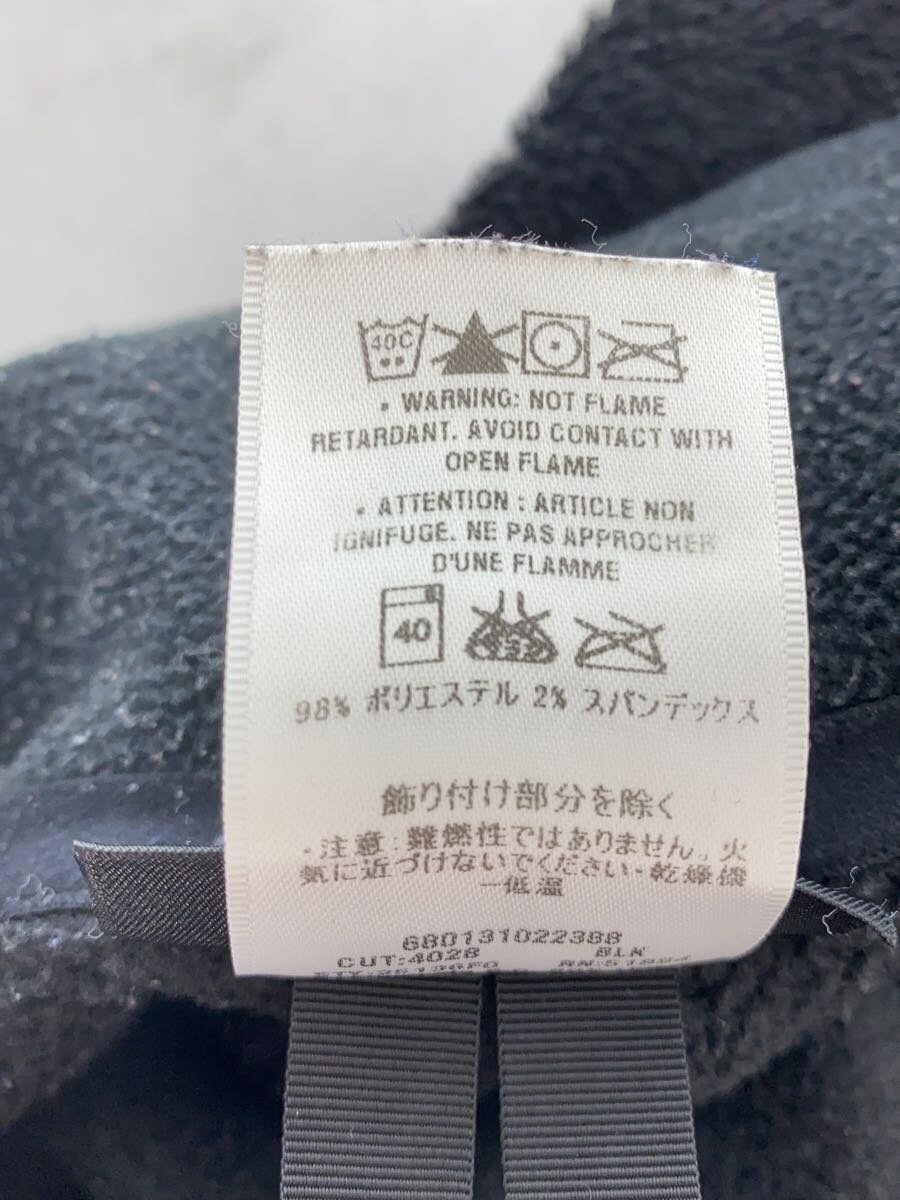 40C
• WARNING: NOT FLAME
RETARDANT. AVOID CONTACT WITH
OPEN FLAME
• ATTENTION : ARTICLE NON
IGNIFUGE. NE PAS APPROCHER
D'UNE FLAMME
40
98% ポリエステル 2% スパンデックス
飾り付け部分を除く
・注意:難燃性ではありません。火
気に近づけないでください・乾燥機
ー低温
680131022388
CUT:4028 BLK